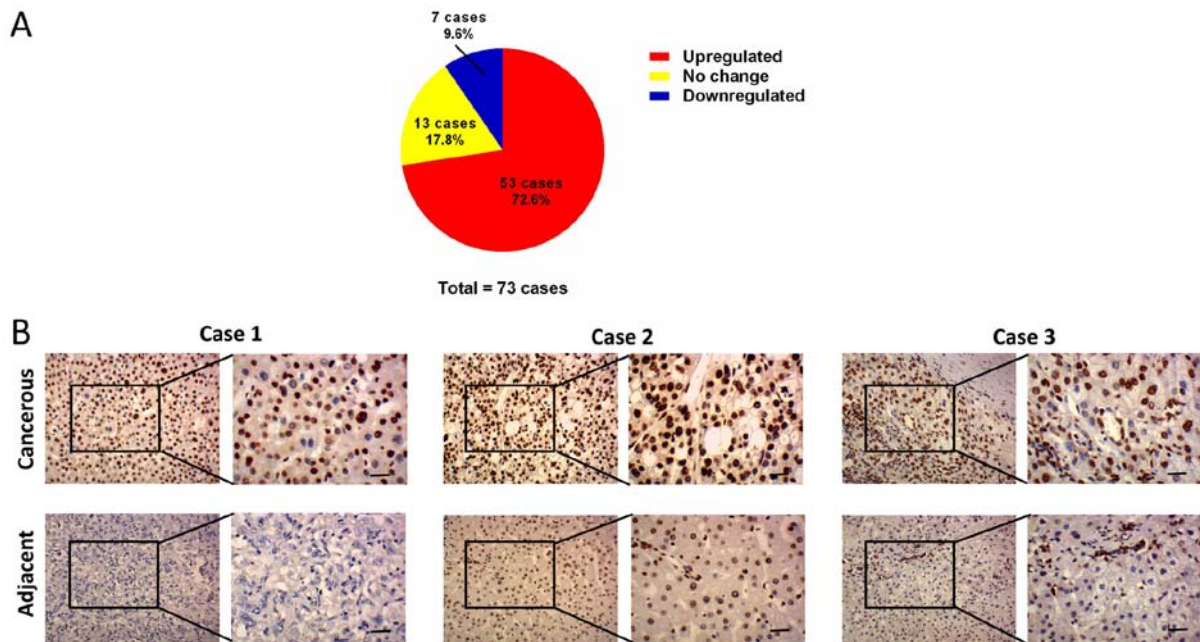 A
7 cases
9.6%
13 cases
17.8%
53 cases
72.6%
Upregulated
No change
Downregulated
Total = 73 cases
B
Case 1
Case 2
Case 3
Cancerous
Adjacent